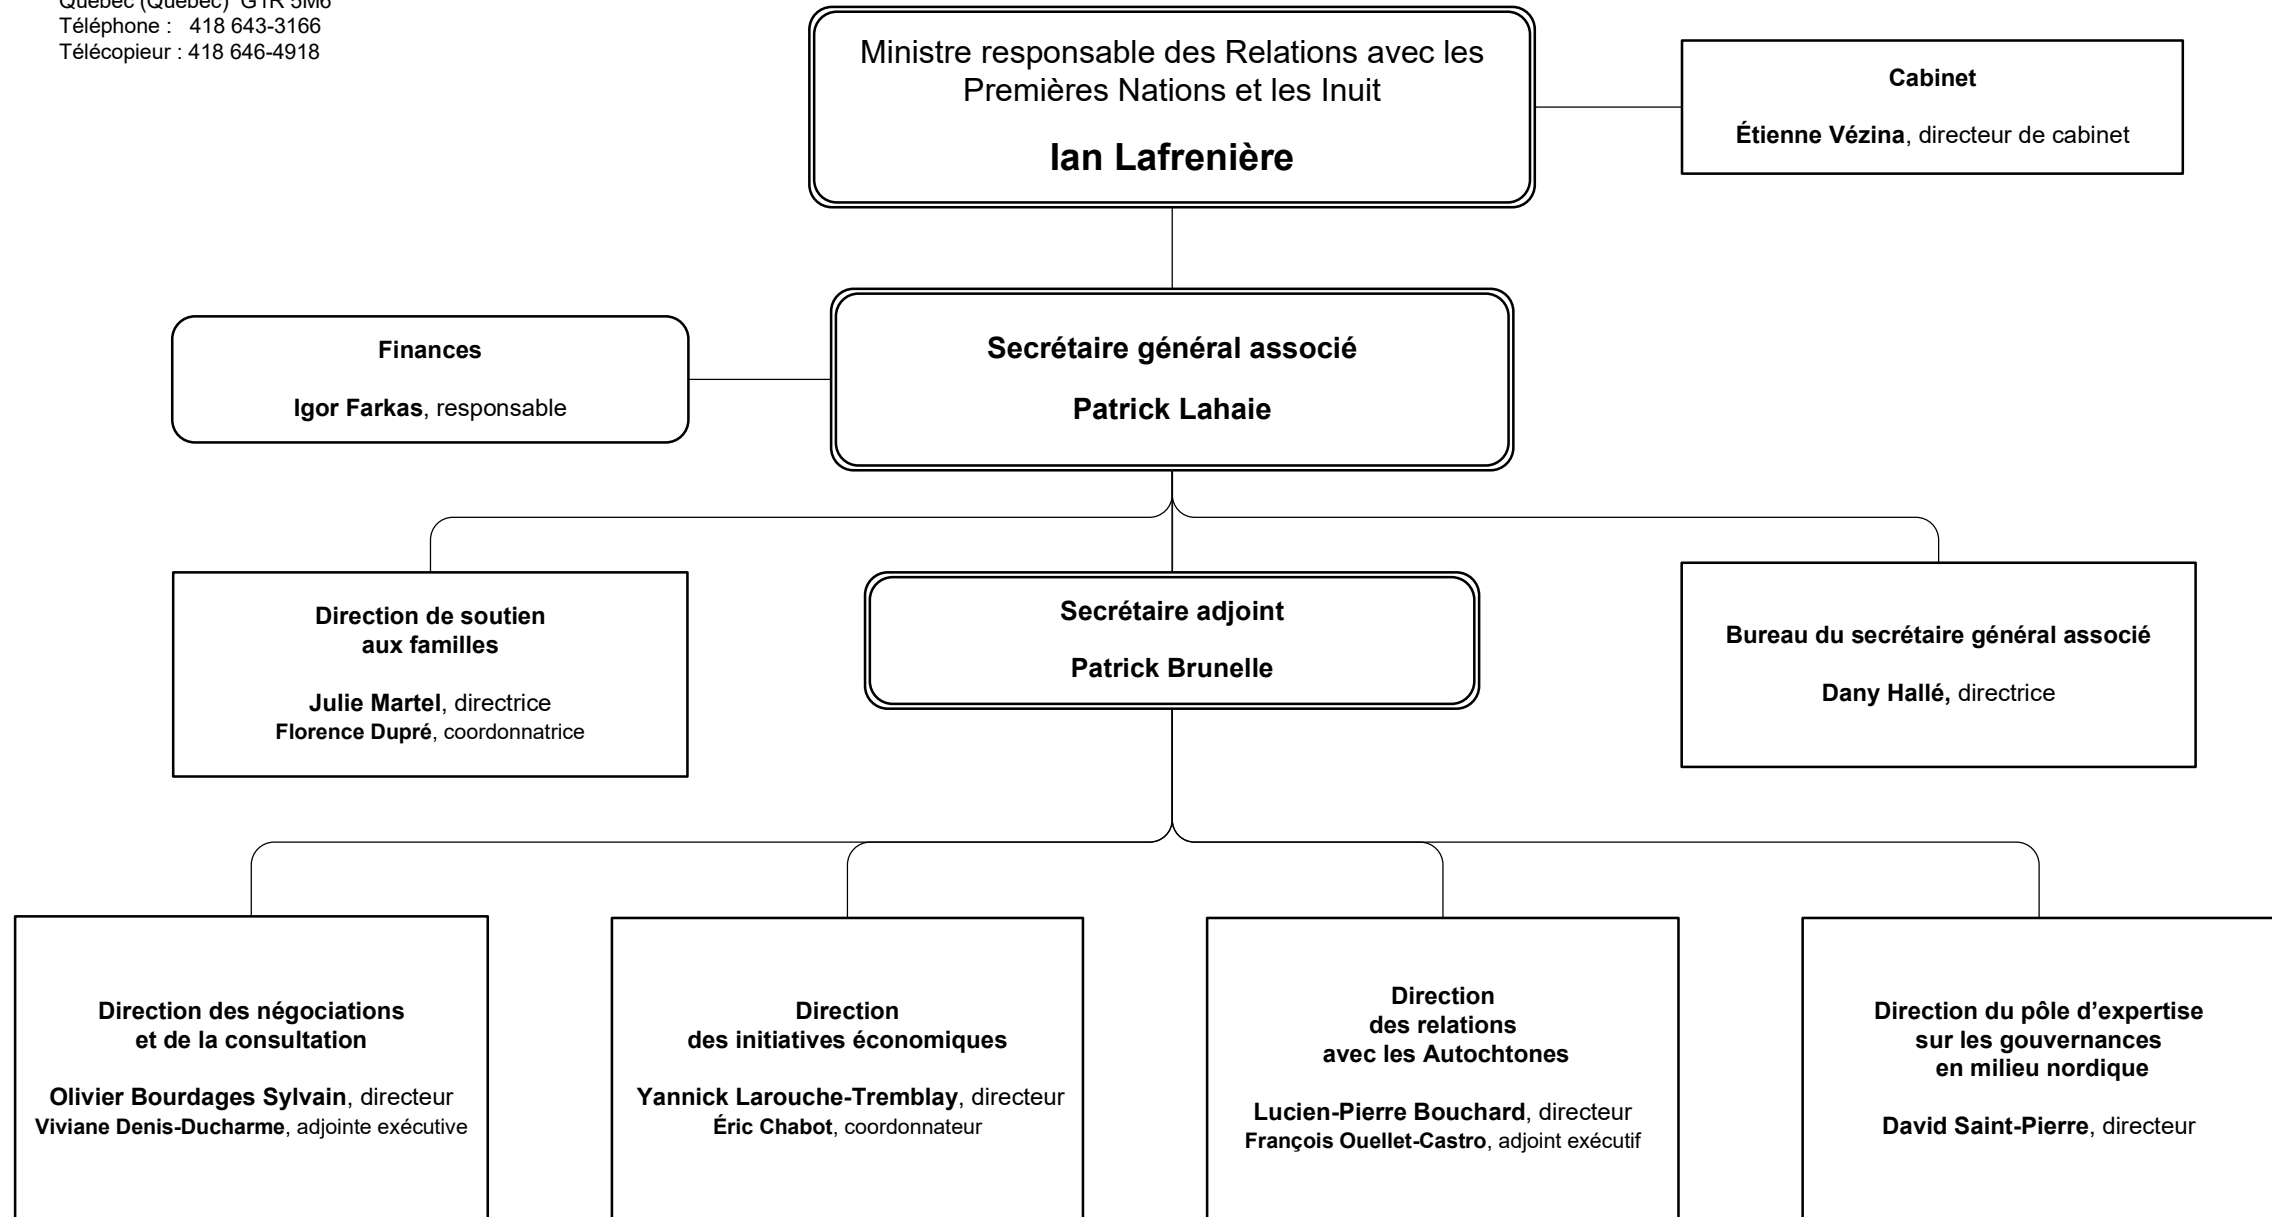 Québec (Québec) G1R 5M6
Téléphone : 418 643-3166
Télécopieur : 418 646-4918
Ministre responsable des Relations avec les
Premières Nations et les Inuit
Ian Lafrenière
Cabinet
Étienne Vézina, directeur de cabinet
Finances
Igor Farkas, responsable
Secrétaire général associé
Patrick Lahaie
Direction de soutien
aux familles
Julie Martel, directrice
Florence Dupré, coordonnatrice
Secrétaire adjoint
Patrick Brunelle
Bureau du secrétaire général associé
Dany Hallé, directrice
Direction des négociations
et de la consultation
Olivier Bourdages Sylvain, directeur
Viviane Denis-Ducharme, adjointe exécutive
Direction
des initiatives économiques
Yannick Larouche-Tremblay, directeur
Éric Chabot, coordonnateur
Direction
des relations
avec les Autochtones
Lucien-Pierre Bouchard, directeur
François Ouellet-Castro, adjoint exécutif
Direction du pôle d’expertise
sur les gouvernances
en milieu nordique
David Saint-Pierre, directeur